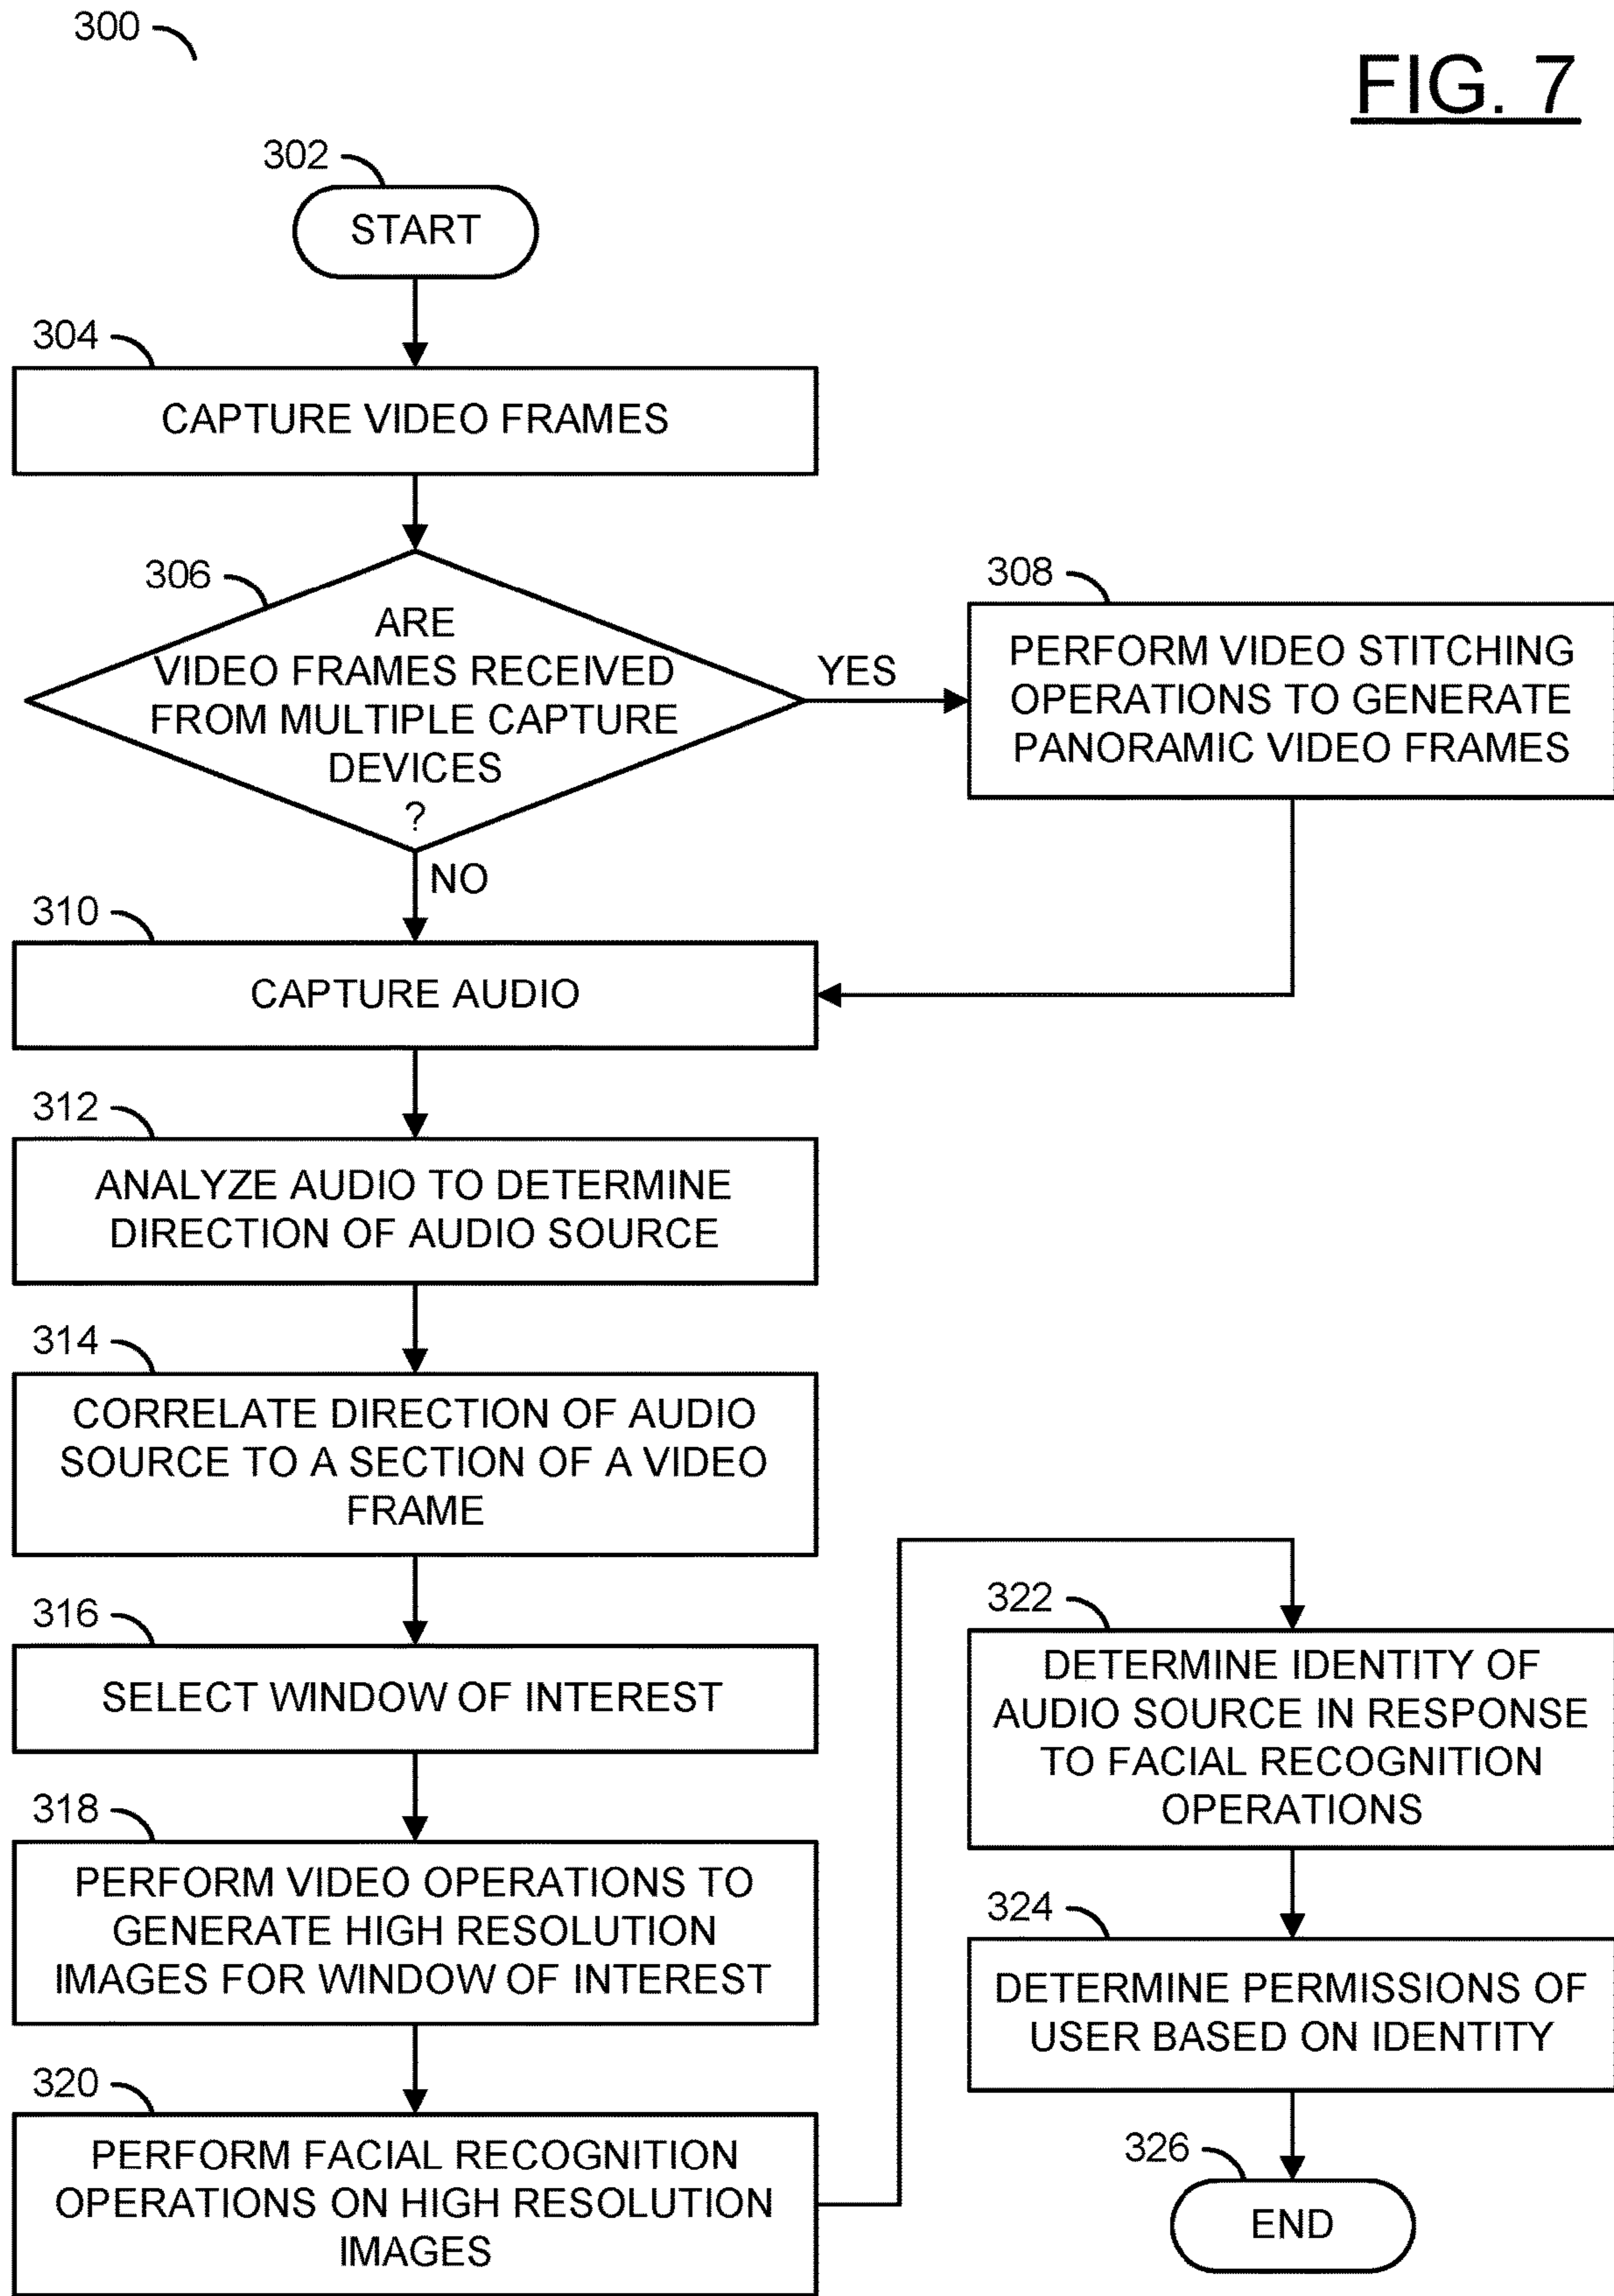 300
FIG. 7
302
START
304
CAPTURE VIDEO FRAMES
306
ARE
VIDEO FRAMES RECEIVED
FROM MULTIPLE CAPTURE
DEVICES
?
YES
308
PERFORM VIDEO STITCHING
OPERATIONS TO GENERATE
PANORAMIC VIDEO FRAMES
NO
310
CAPTURE AUDIO
312
ANALYZE AUDIO TO DETERMINE
DIRECTION OF AUDIO SOURCE
314
CORRELATE DIRECTION OF AUDIO
SOURCE TO A SECTION OF A VIDEO
FRAME
316
SELECT WINDOW OF INTEREST
318
PERFORM VIDEO OPERATIONS TO
GENERATE HIGH RESOLUTION
IMAGES FOR WINDOW OF INTEREST
320
PERFORM FACIAL RECOGNITION
OPERATIONS ON HIGH RESOLUTION
IMAGES
322
DETERMINE IDENTITY OF
AUDIO SOURCE IN RESPONSE
TO FACIAL RECOGNITION
OPERATIONS
324
DETERMINE PERMISSIONS OF
USER BASED ON IDENTITY
326
END